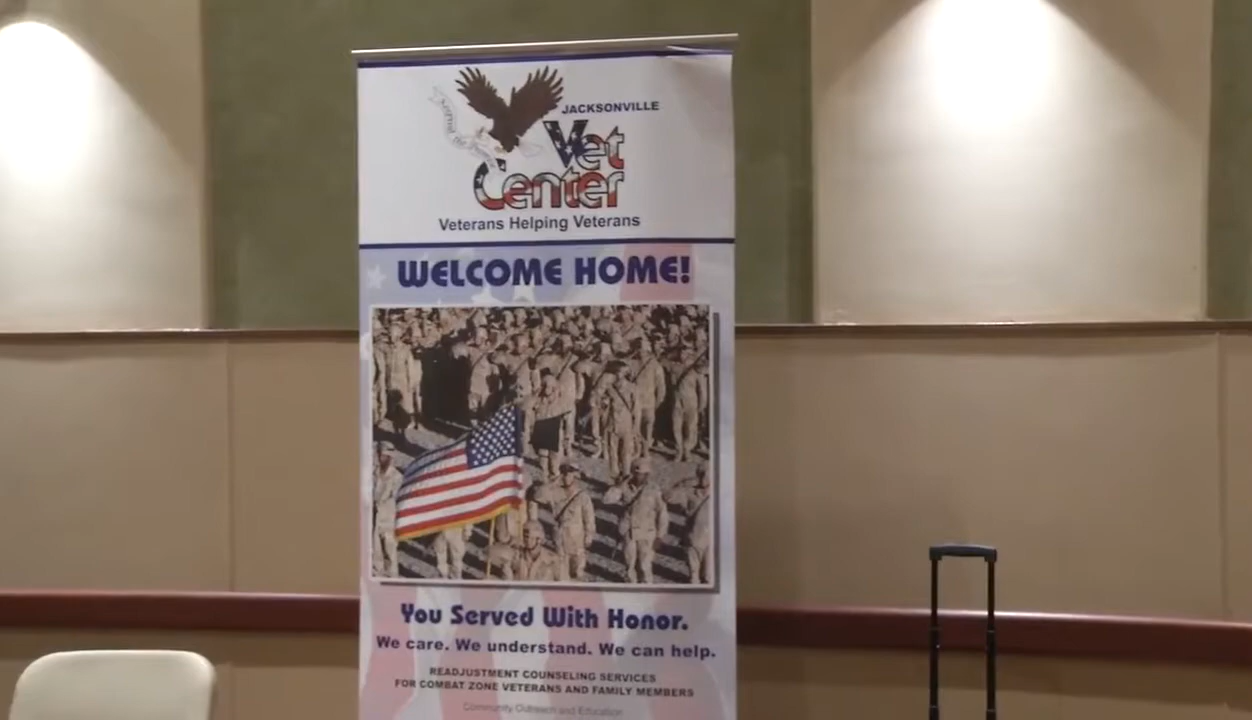 JACKSONVILLE
Vet
Center
Veterans Helping Veterans
WELCOME HOME!
You Served With Honor.
We care. We understand. We can help.
READJUSTMENT COUNSELING SERVICES
FOR COMBAT ZONE VETERANS AND FAMILY MEMBERS
Community Outreach and Education